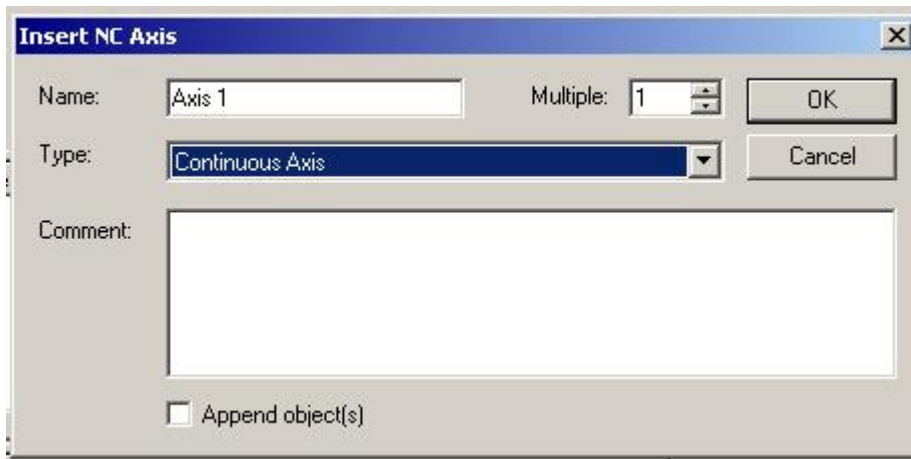 Insert NC Axis
Name: Axis 1 Multiple: 1 OK
Type: Continuous Axis Cancel
Comment:
Append object(s)